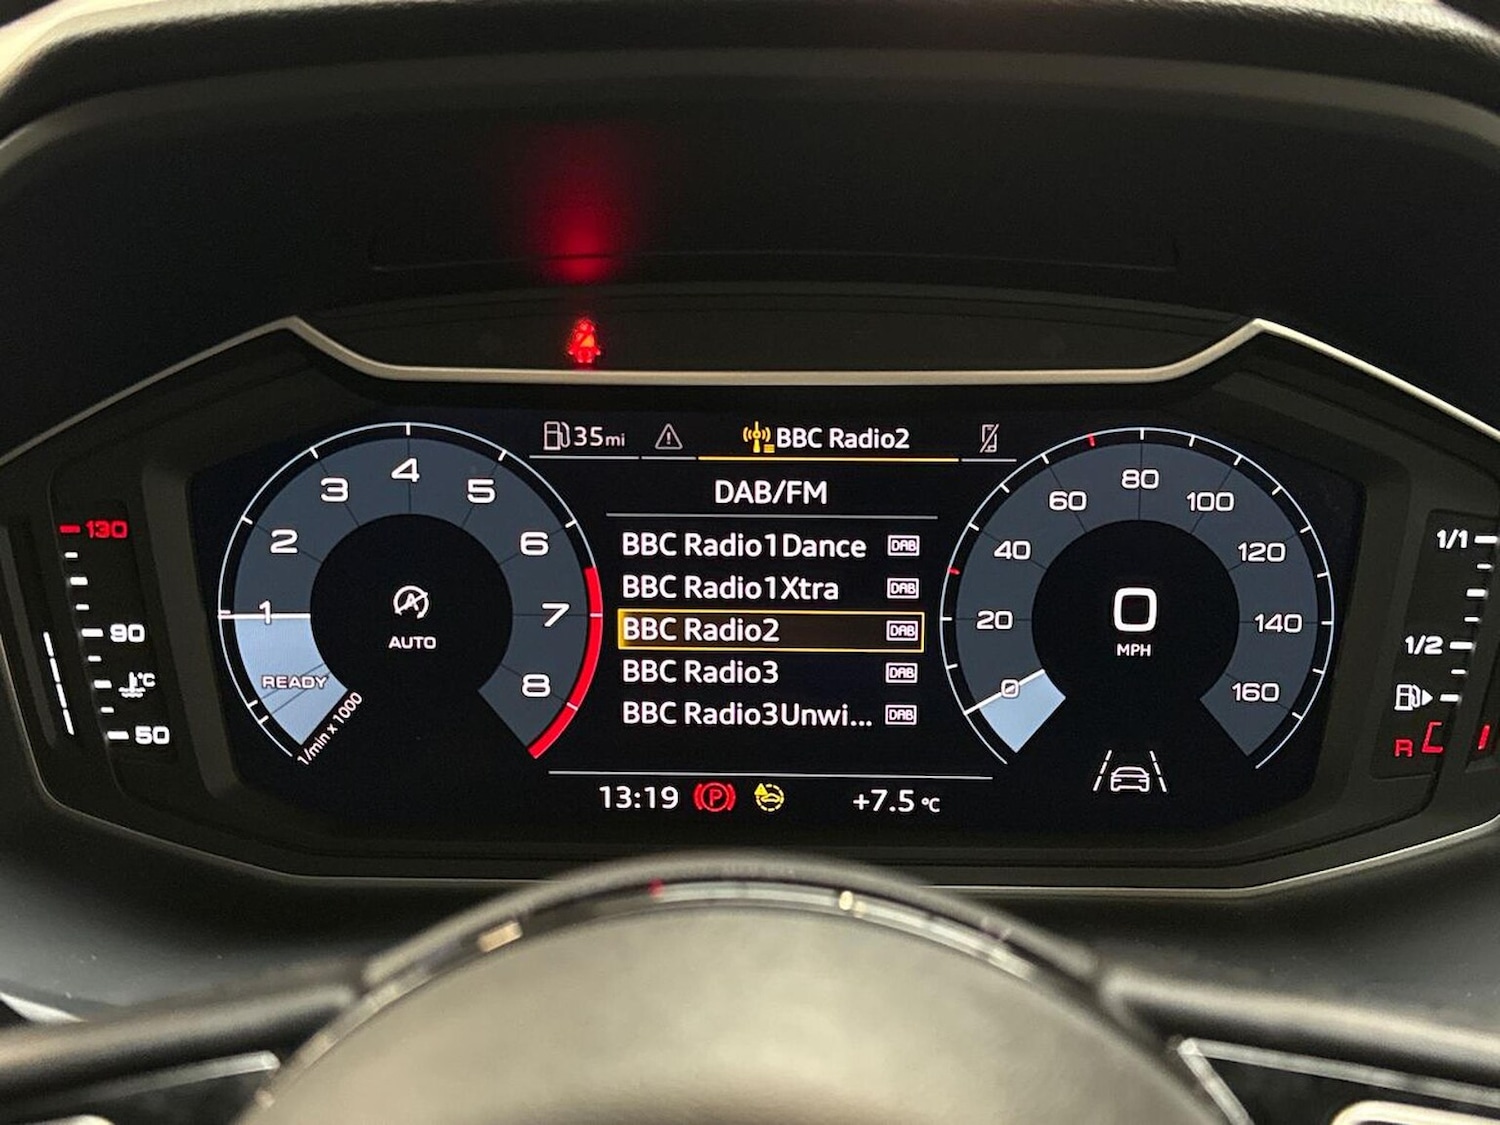 35mi
BBC Radio2
DAB/FM
BBC Radio1Dance DAB
BBC Radio1Xtra DAB
BBC Radio2 DAB
BBC Radio3 DAB
BBC Radio3Unwi... DAB
13:19 P +7.5 °C
130
90
°C
50
READY 1 2 3 4 5 6 7 8
1/min x 1000
A
AUTO
0 20 40 60 80 100 120 140 160
0
MPH
1/1
1/2
R